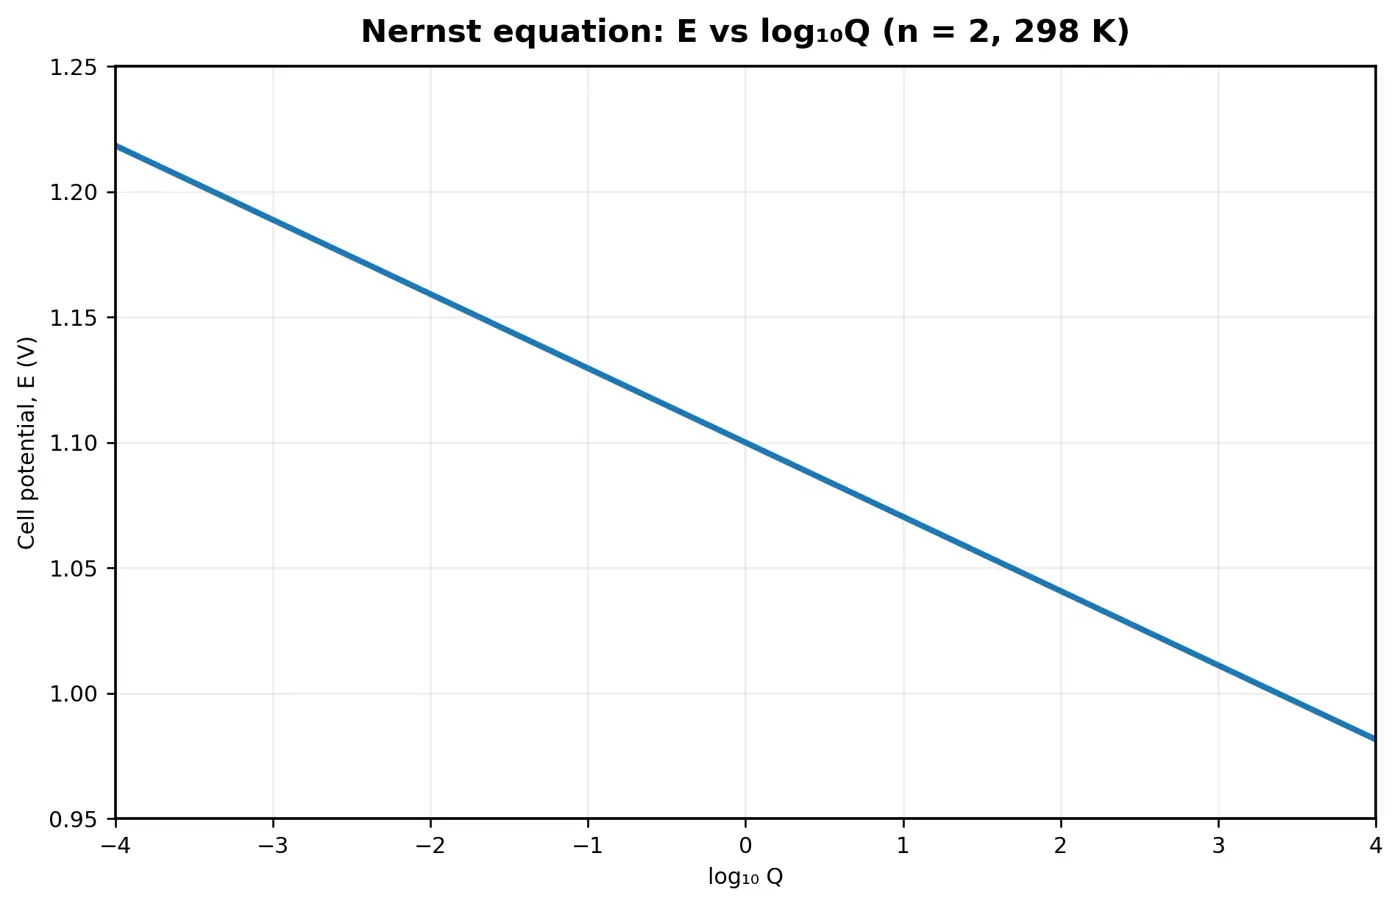 Nernst equation: E vs log₁₀Q (n = 2, 298 K)
1.25
1.20
1.15
1.10
1.05
1.00
0.95
Cell potential, E (V)
−4 −3 −2 −1 0 1 2 3 4
log₁₀ Q